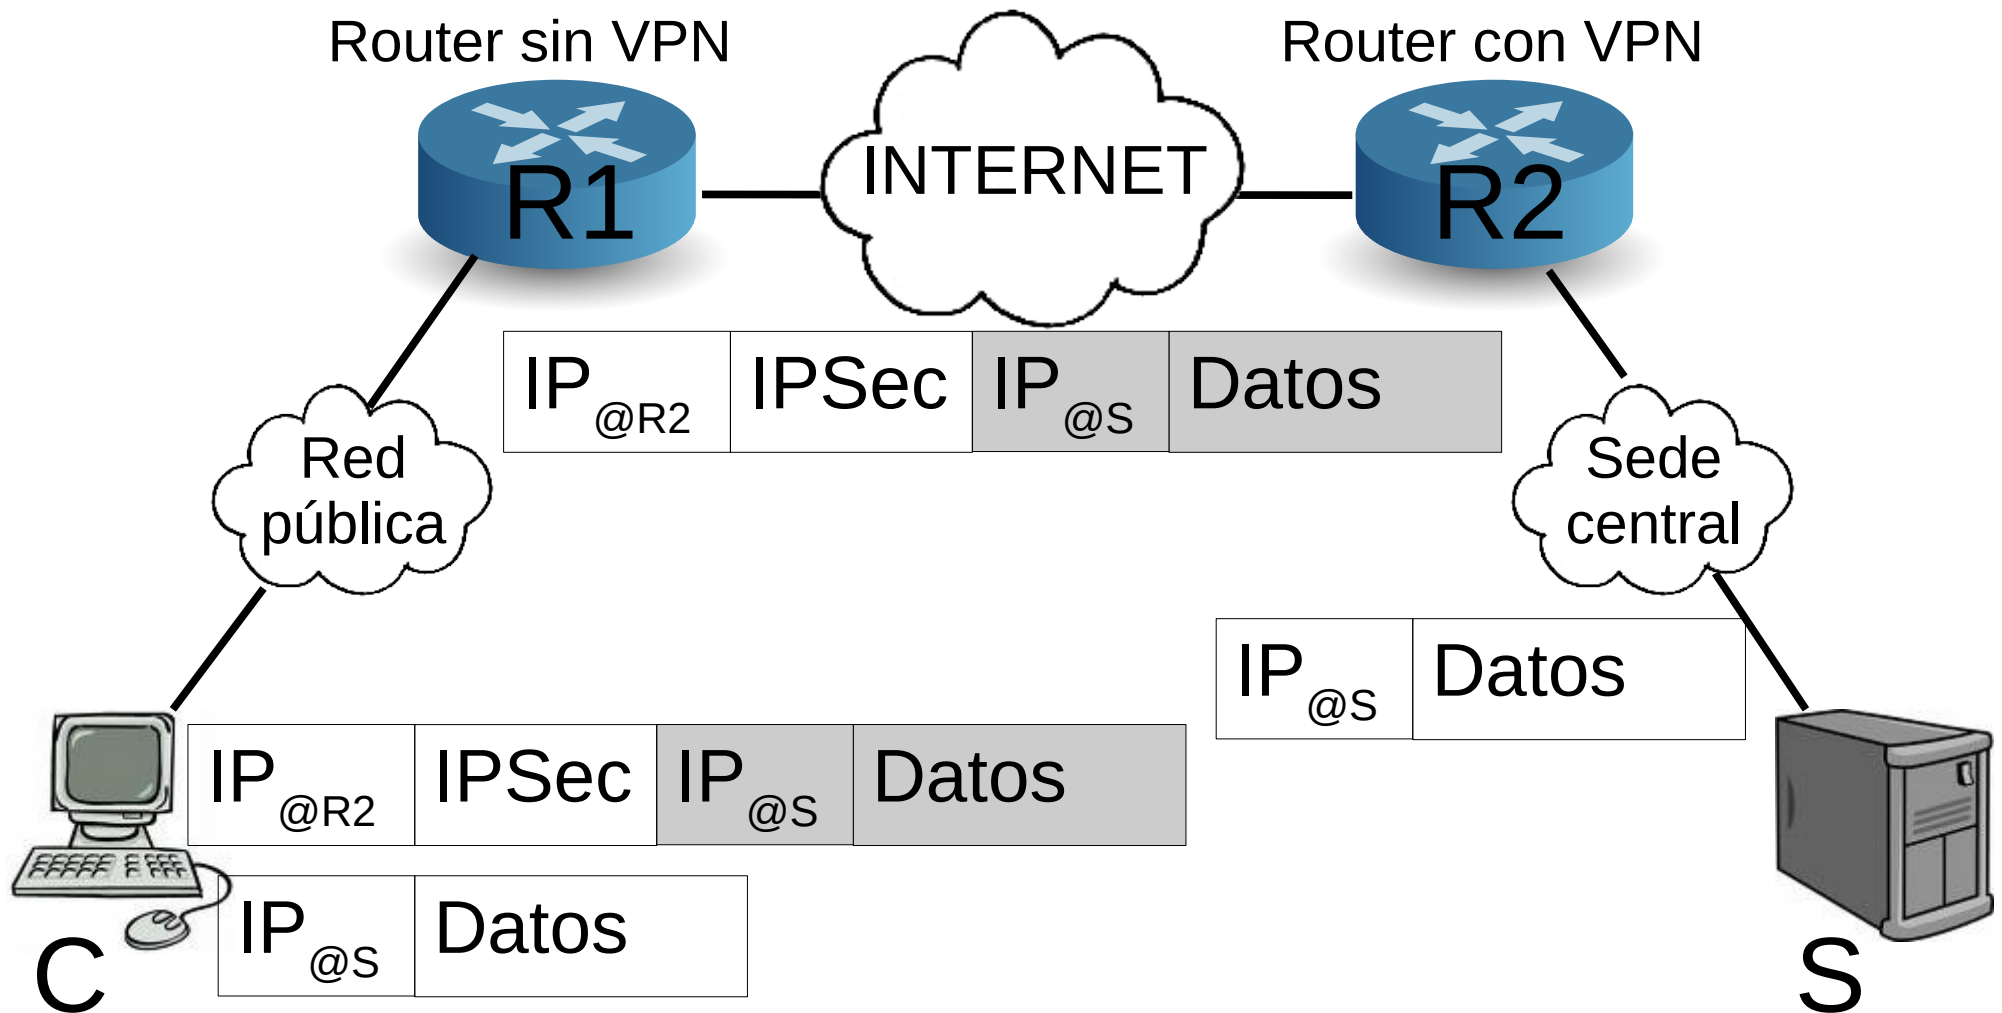 Router sin VPN
Router con VPN
INTERNET
R1
R2
IP@R2 IPSec IP@S Datos
Red
pública
Sede
central
IP@S Datos
IP@R2 IPSec IP@S Datos
IP@S Datos
C
S